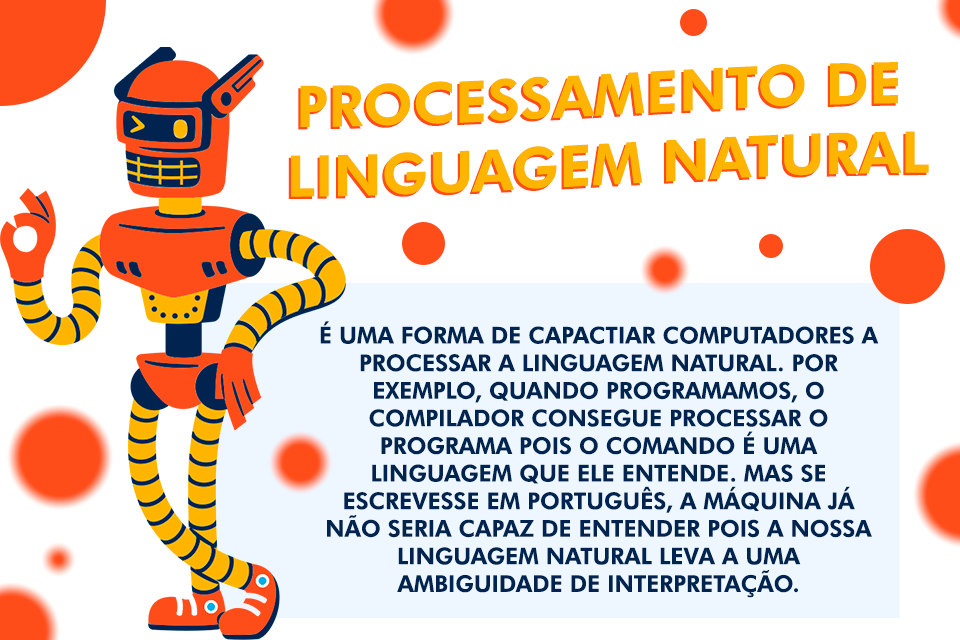 PROCESSAMENTO DE
LINGUAGEM NATURAL
É UMA FORMA DE CAPACTIAR COMPUTADORES A
PROCESSAR A LINGUAGEM NATURAL. POR
EXEMPLO, QUANDO PROGRAMAMOS, O
COMPILADOR CONSEGUE PROCESSAR O
PROGRAMA POIS O COMANDO É UMA
LINGUAGEM QUE ELE ENTENDE. MAS SE
ESCREVESSE EM PORTUGUÊS, A MÁQUINA JÁ
NÃO SERIA CAPAZ DE ENTENDER POIS A NOSSA
LINGUAGEM NATURAL LEVA A UMA
AMBIGUIDADE DE INTERPRETAÇÃO.